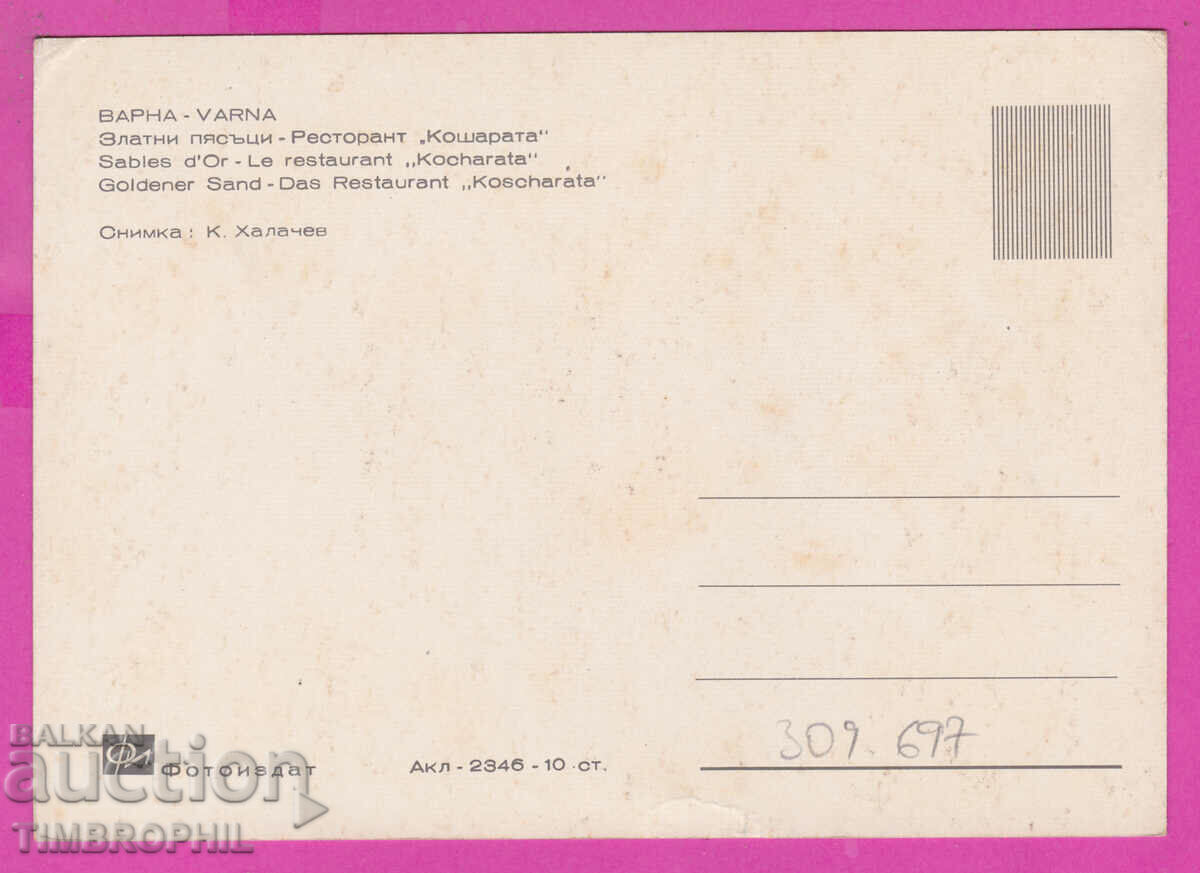 ВАРНА - VARNA
Златни пясъци - Ресторант „Кошарата"
Sables d'Or - Le restaurant „Kocharata"
Goldener Sand - Das Restaurant „Koscharata"
Снимка: К. Халачев
309 697
Фотоиздат
Акл - 2346 - 10 ст.
BALKAN
auction
TIMBROPHIL